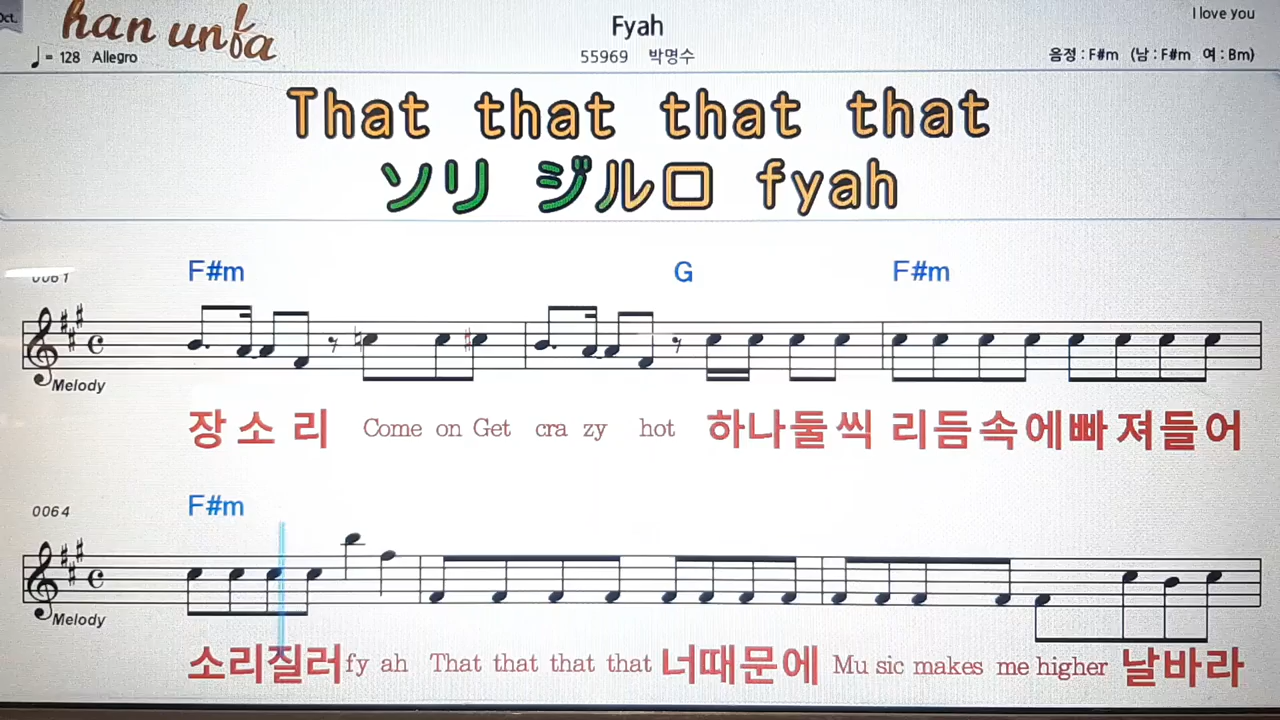 Oct.
han unfa
Fyah
I love you
♩ = 128 Allegro
55969 박명수
음정 : F#m (남 : F#m 여 : Bm)
That that that that
ソリ ジルロ fyah
0061
F#m G F#m
Melody
장 소 리 Come on Get cra zy hot 하나둘씩 리듬속에빠 져들어
0064
F#m
Melody
소리질러 fy ah That that that that 너때문에 Mu sic makes me higher 날바라